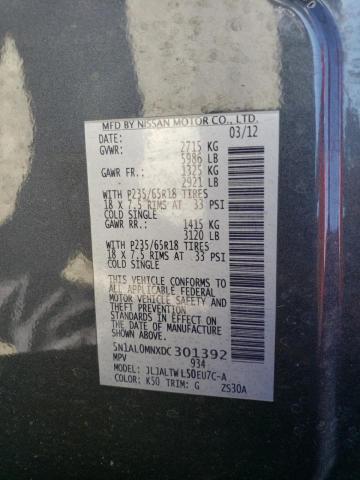 MFD BY NISSAN MOTOR CO., LTD.
DATE: 03/12
GVWR: 2715 KG
5986 LB
GAWR FR.: 1325 KG
2921 LB
WITH P235/65R18 TIRES
18 X 7.5 RIMS AT 33 PSI
COLD SINGLE
GAWR RR.: 1415 KG
3120 LB
WITH P235/65R18 TIRES
18 X 7.5 RIMS AT 33 PSI
COLD SINGLE
THIS VEHICLE CONFORMS TO
ALL APPLICABLE FEDERAL
MOTOR VEHICLE SAFETY AND
THEFT PREVENTION
STANDARDS IN EFFECT ON
THE DATE OF MANUFACTURE
SHOWN ABOVE
5N1AL0MNXDC301392
MPV 934
MODEL: JLJALTWL50EU7C-A
COLOR: K50 TRIM: G ZS30A